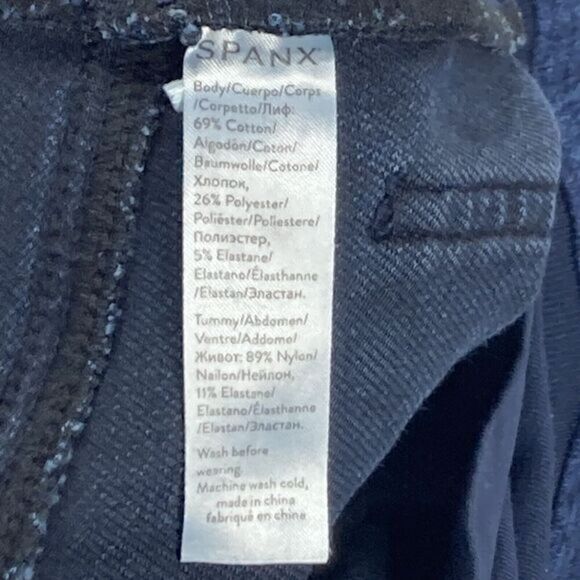 SPANX
Body/Cuerpo/Corps
/Corpetto/Лиф:
69% Cotton/
Algodón/Coton/
Baumwolle/Cotone/
Хлопок,
26% Polyester/
Poliéster/Poliestere/
Полиэстер,
5% Elastane/
Elastano/Élasthanne
/Elastan/Эластан.
Tummy/Abdomen/
Ventre/Addome/
Живот: 89% Nylon/
Nailon/Нейлон,
11% Elastane/
Elastano/Élasthanne
/Elastan/Эластан.
Wash before
wearing.
Machine wash cold,
made in china
fabriqué en chine